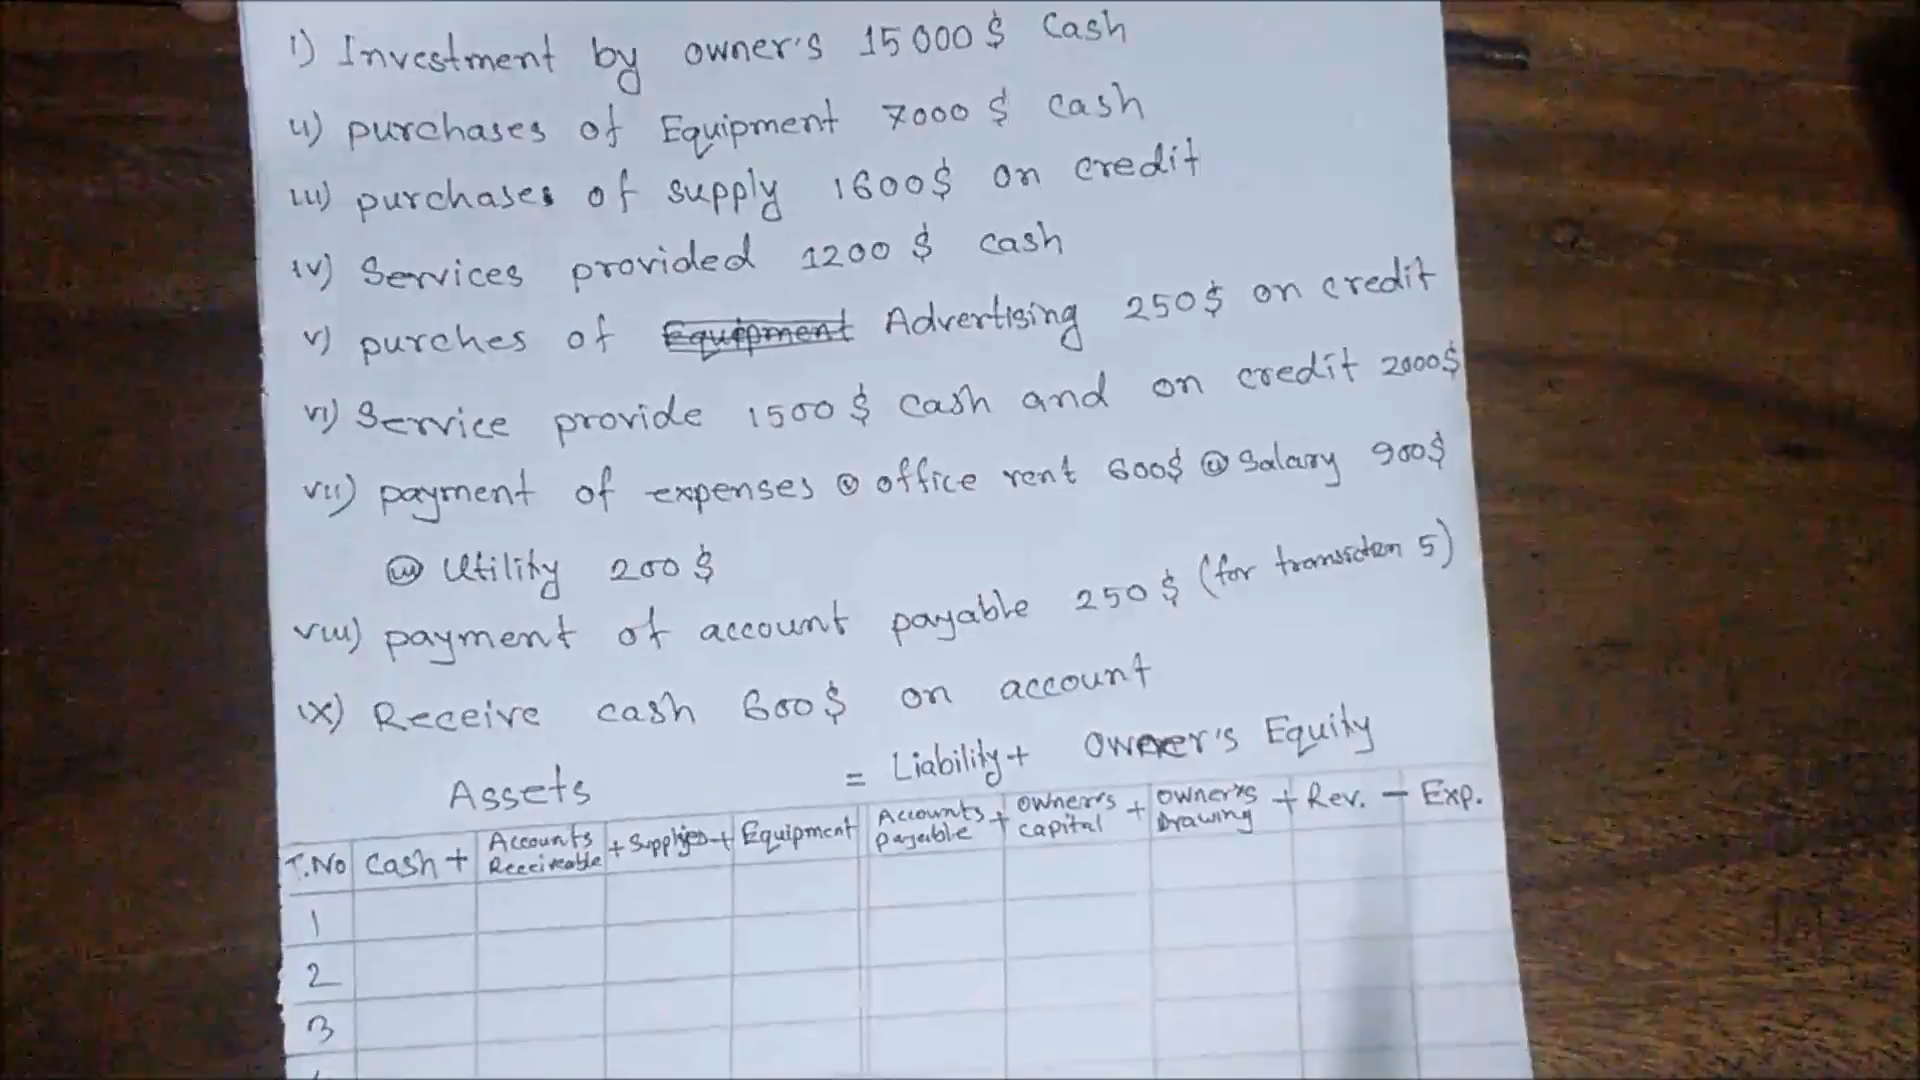 i) Investment by owner's 15000$ Cash
ii) purchases of Equipment 7000$ cash
iii) purchases of supply 1600$ on credit
iv) Services provided 1200$ cash
v) purches of Equipment Advertising 250$ on credit
vi) Service provide 1500$ cash and on credit 2000$
vii) payment of expenses (i) office rent 600$ (ii) Salary 900$
(iii) Utility 200$
viii) payment of account payable 250$ (for transiction 5)
ix) Receive cash 600$ on account
Assets = Liability + Owner's Equity
T.No Cash + Accounts Receiveable + Supplies + Equipment Accounts payable + Owner's capital + Owner's Drawing + Rev. - Exp.
1
2
3